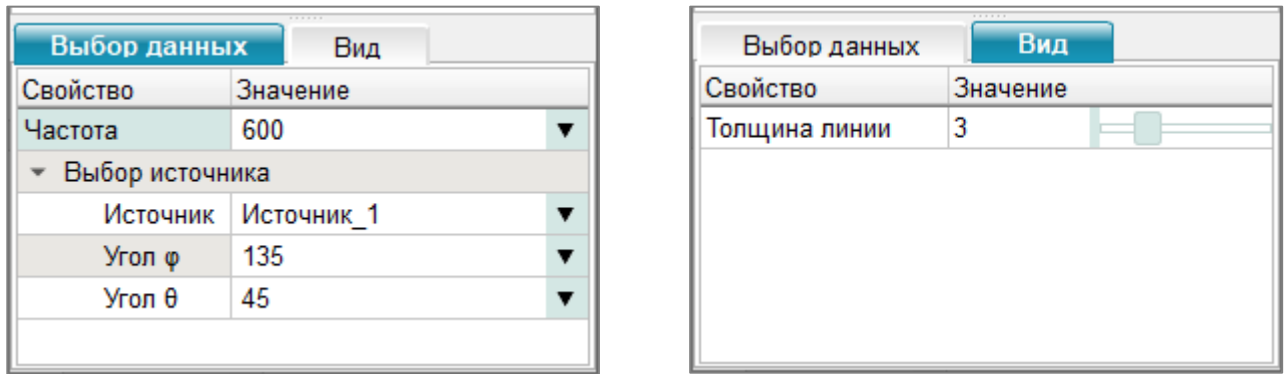 Выбор данных Вид
Свойство Значение
Частота 600
Выбор источника
Источник Источник_1
Угол φ 135
Угол θ 45
Выбор данных Вид
Свойство Значение
Толщина линии 3